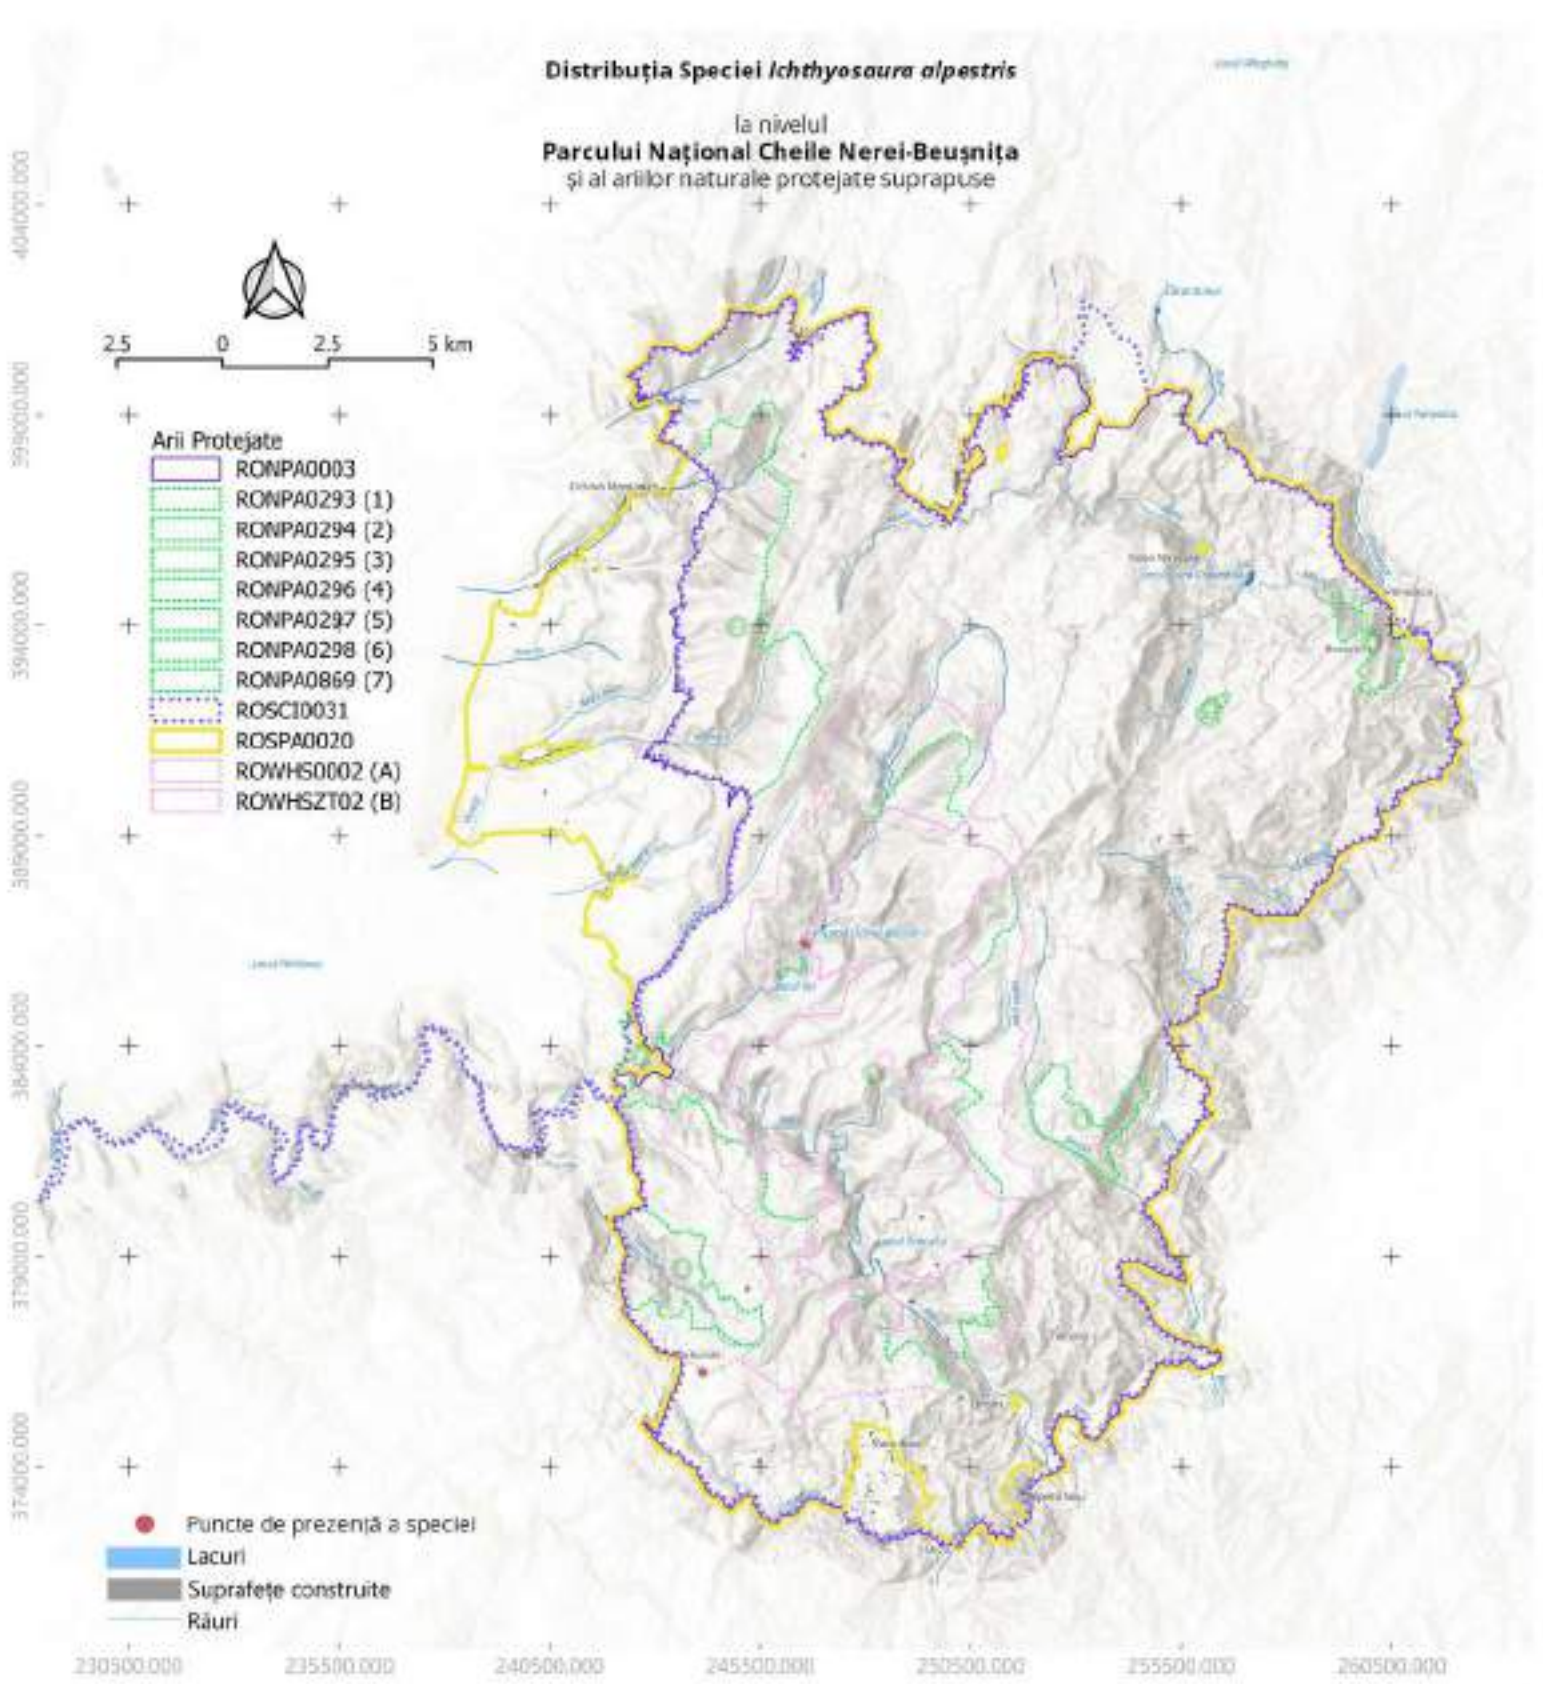 Distribuția Speciei Ichthyosaura alpestris
la nivelul
Parcului Național Cheile Nerei-Beușnița
și al ariilor naturale protejate suprapuse
404000.000
399000.000
394000.000
389000.000
384000.000
379000.000
374000.000
2.5 0 2.5 5 km
Arii Protejate
RONPA0003
RONPA0293 (1)
RONPA0294 (2)
RONPA0295 (3)
RONPA0296 (4)
RONPA0297 (5)
RONPA0298 (6)
RONPA0869 (7)
ROSCI0031
ROSPA0020
ROWHS0002 (A)
ROWHSZT02 (B)
Puncte de prezență a speciei
Lacuri
Suprafețe construite
Râuri
230500.000 235500.000 240500.000 245500.000 250500.000 255500.000 260500.000